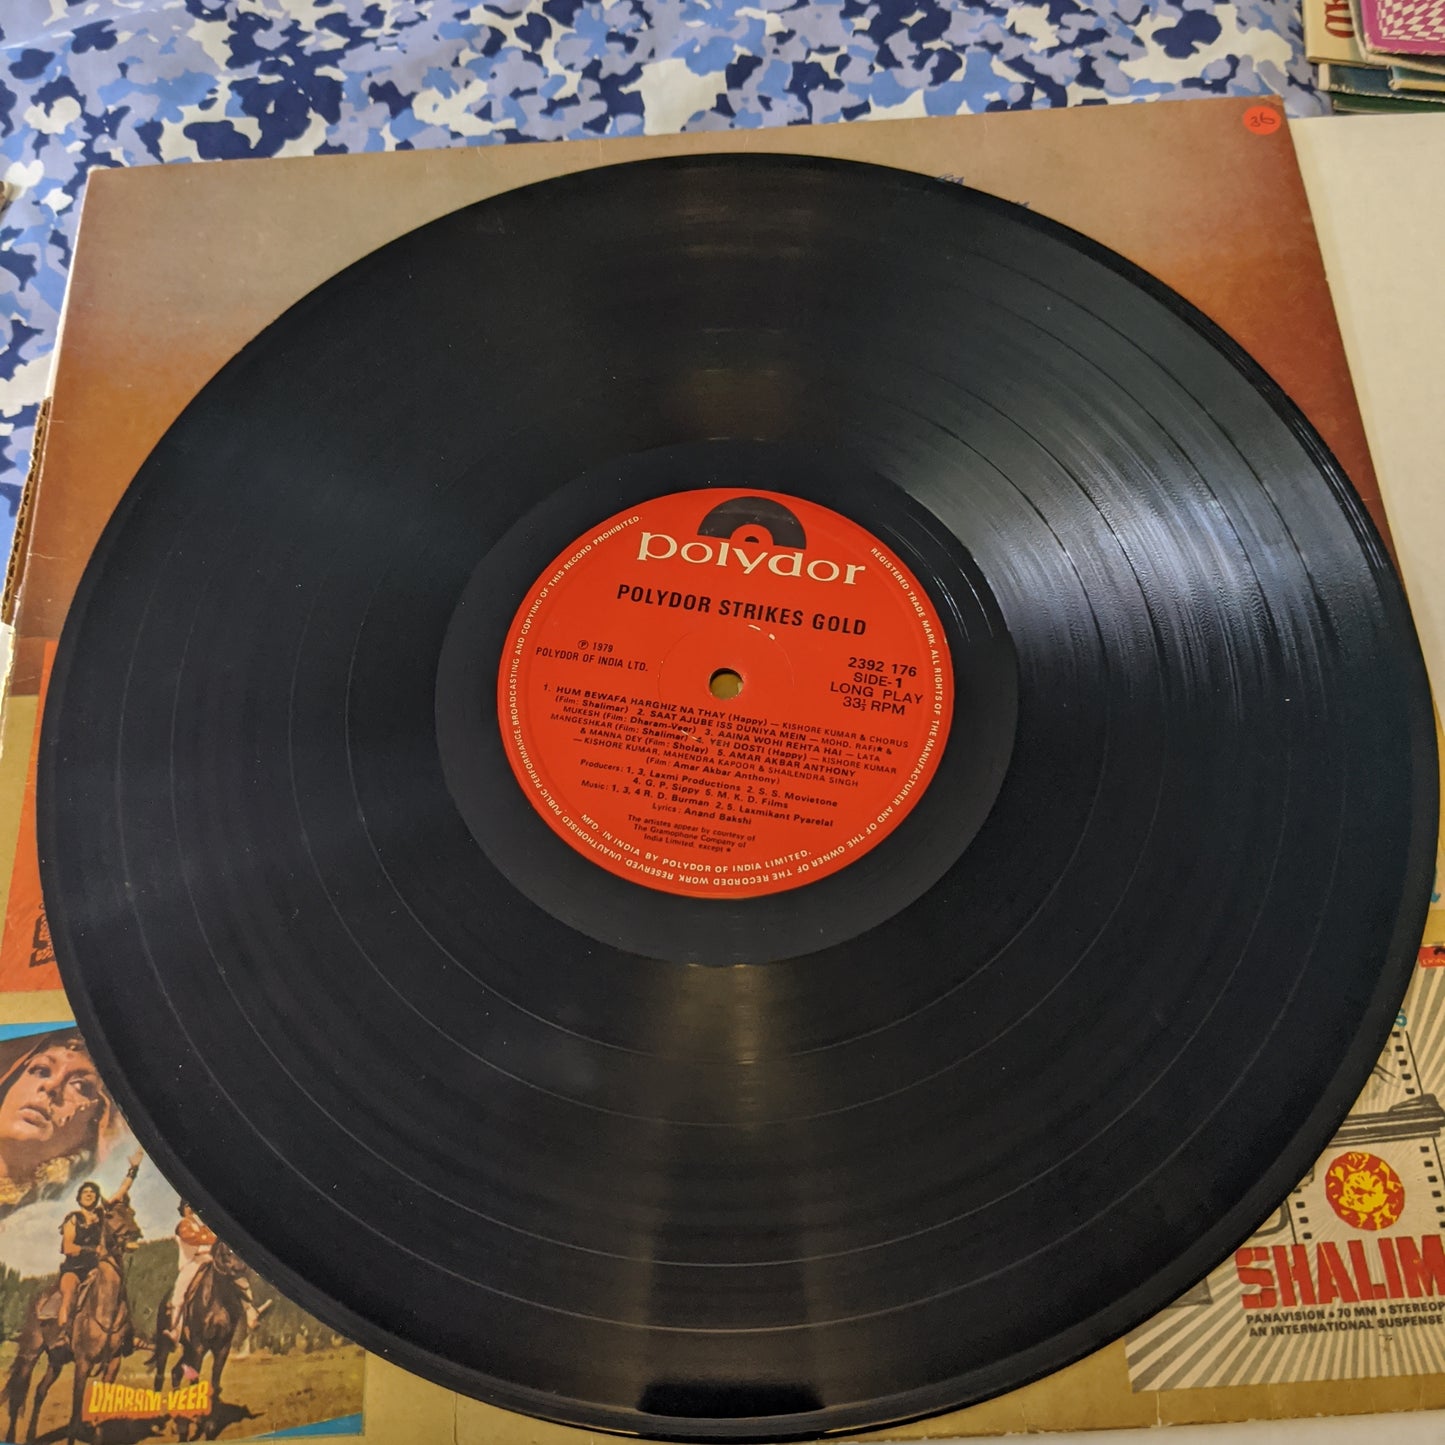 36
polydor
POLYDOR STRIKES GOLD
℗ 1979
POLYDOR OF INDIA LTD.
2392 176
SIDE-1
LONG PLAY
33⅓ RPM
1. HUM BEWAFA HARGHIZ NA THAY (Happy) — KISHORE KUMAR & CHORUS
(Film: Shalimar) 2. SAAT AJUBE ISS DUNIYA MEIN — MOHD. RAFI★ &
MUKESH (Film: Dharam-Veer) 3. AAINA WOHI REHTA HAI — LATA
MANGESHKAR (Film: Shalimar) 4. YEH DOSTI (Happy) — KISHORE KUMAR
& MANNA DEY (Film: Sholay) 5. AMAR AKBAR ANTHONY
— KISHORE KUMAR, MAHENDRA KAPOOR & SHAILENDRA SINGH
(Film: Amar Akbar Anthony)
Producers: 1, 3, Laxmi Productions 2. S. S. Movietone
4. G. P. Sippy 5. M. K. D. Films
Music: 1, 3, 4 R. D. Burman 2, 5. Laxmikant Pyarelal
Lyrics: Anand Bakshi
The artistes appear by courtesy of
The Gramophone Company of
India Limited, except ★
REGISTERED TRADE MARK. ALL RIGHTS OF THE MANUFACTURER AND OF THE OWNER OF THE RECORDED WORK RESERVED. UNAUTHORISED PUBLIC PERFORMANCE, BROADCASTING AND COPYING OF THIS RECORD PROHIBITED.
MFD. IN INDIA BY POLYDOR OF INDIA LIMITED.
DHARAM-VEER
SHALIM
PANAVISION • 70 MM • STEREOP
AN INTERNATIONAL SUSPENSE